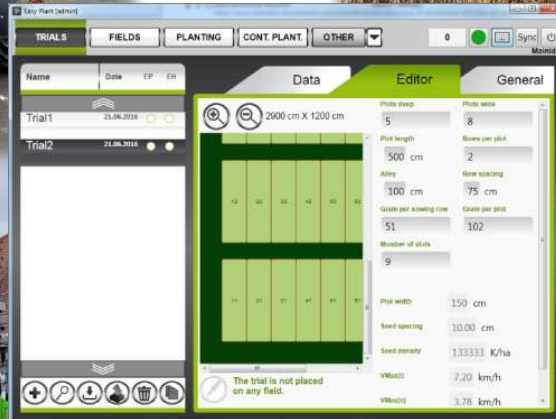 Easy Plant [admin]
TRIALS FIELDS PLANTING CONT. PLANT. OTHER 0 Sync
Mainid
Name Date EP EH
Data Editor General
Trial1 21.06.2016
Trial2 21.06.2016
2900 cm X 1200 cm
Plots deep Plots wide
5 8
Plot length Rows per plot
500 cm 2
Alley Row spacing
100 cm 75 cm
Grain per sowing row Grain per plot
51 102
Number of slots
9
Plot width 150 cm
Seed spacing 10.00 cm
Seed density 133333 K/ha
VMax(t) 7.20 km/h
VMax(n) 3.78 km/h
The trial is not placed
on any field.